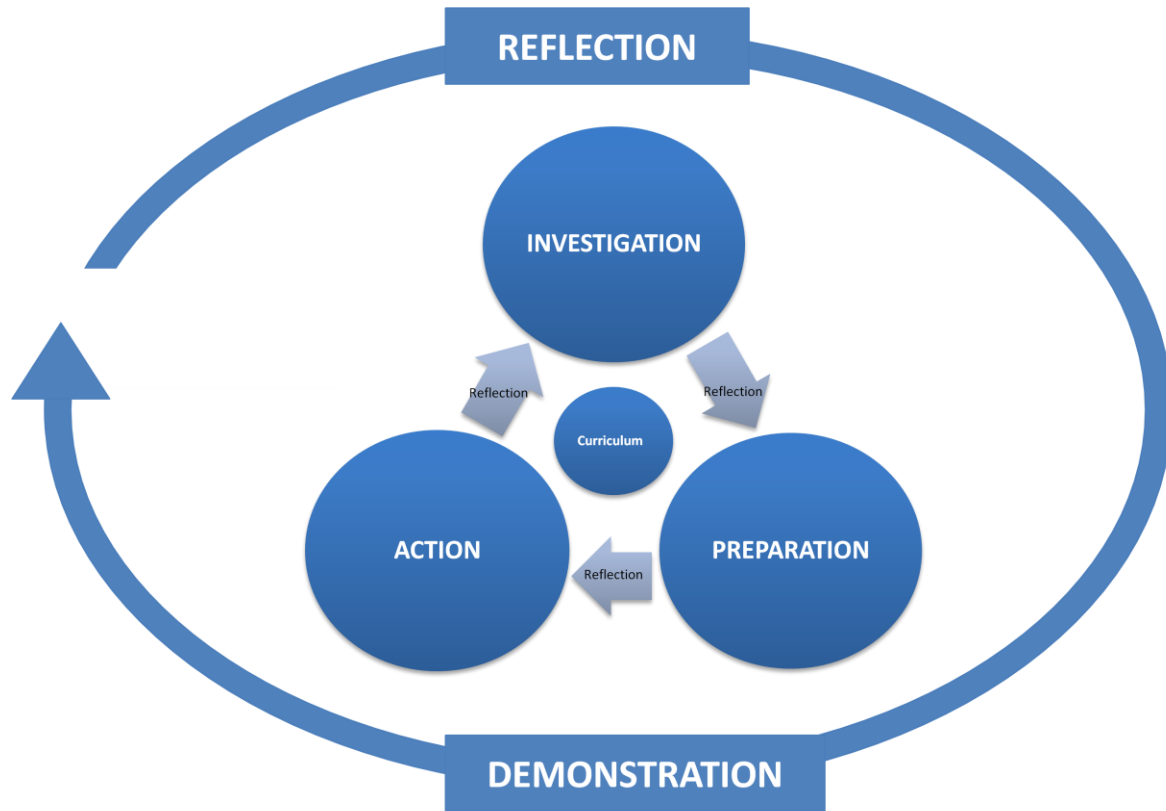 REFLECTION
INVESTIGATION
Reflection
Reflection
Curriculum
ACTION
PREPARATION
Reflection
DEMONSTRATION